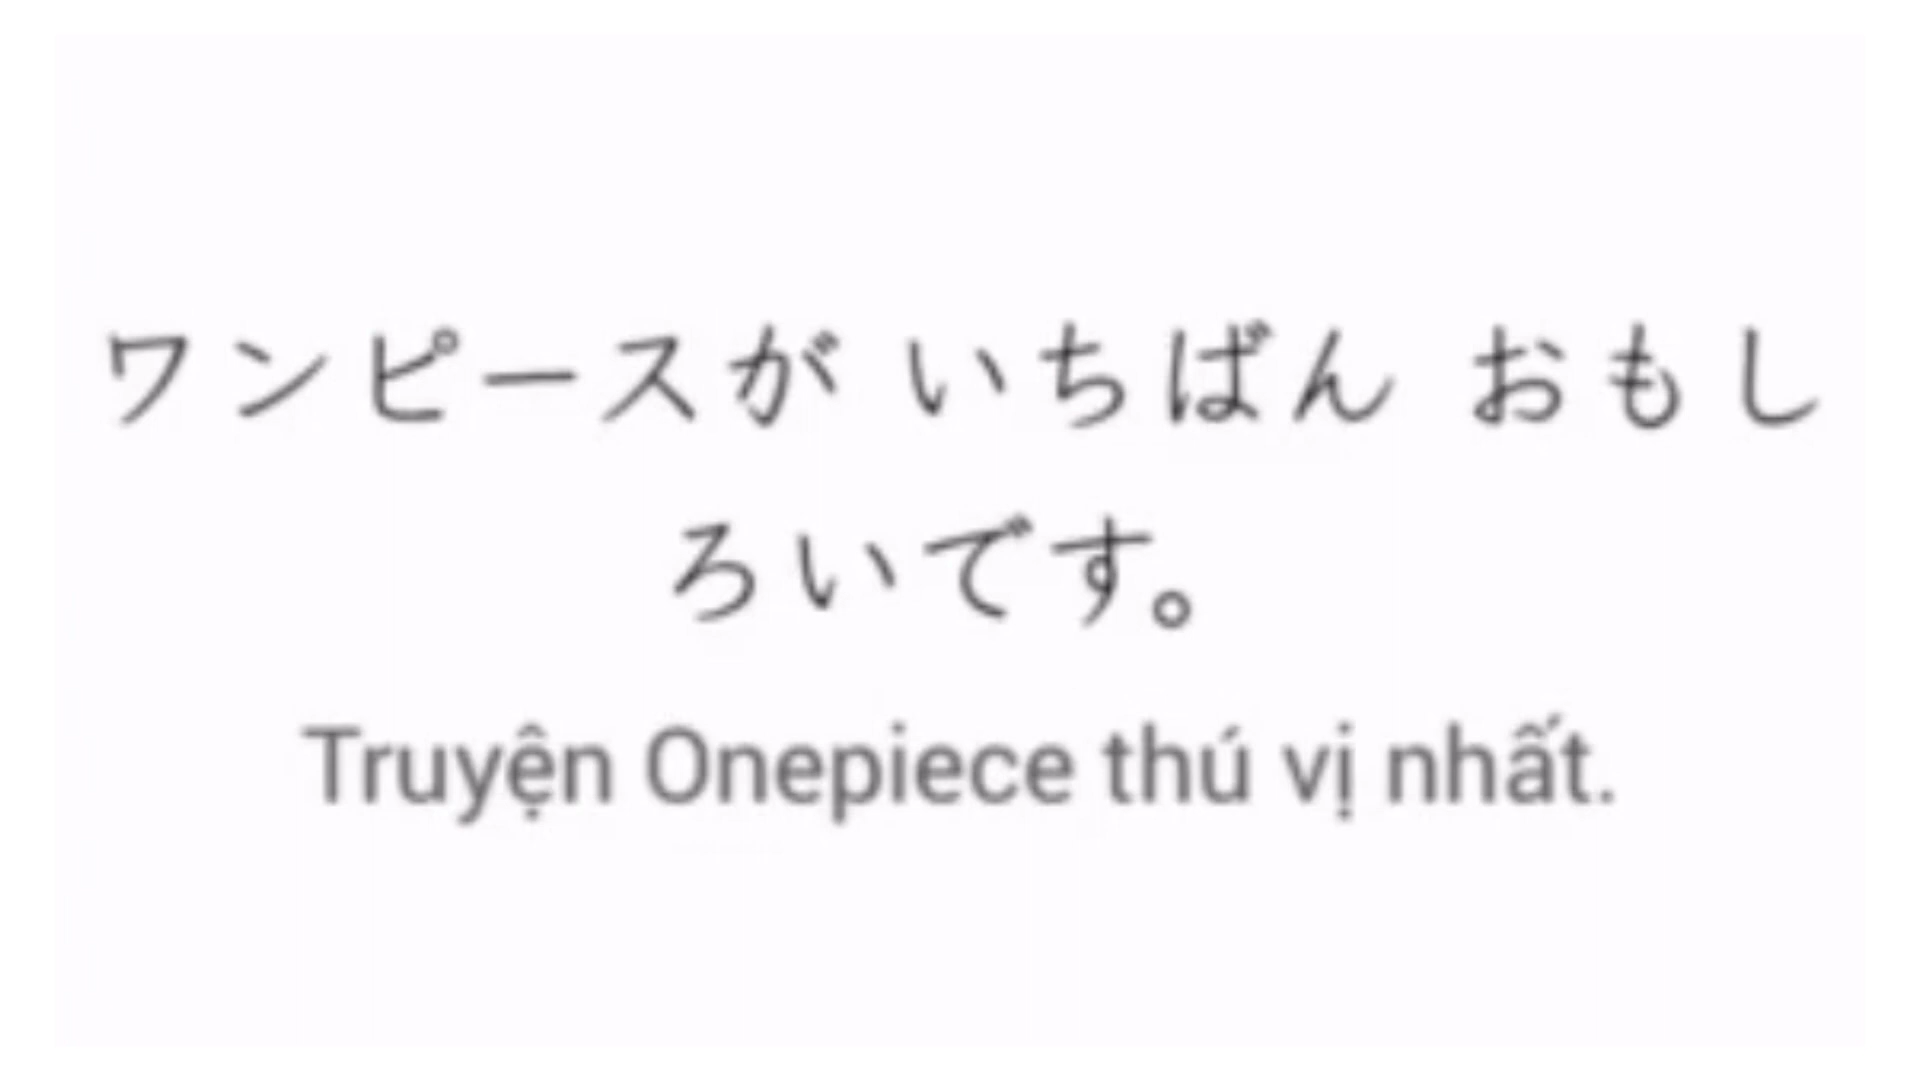 ワンピースが いちばん おもし
ろいです。
Truyện Onepiece thú vị nhất.